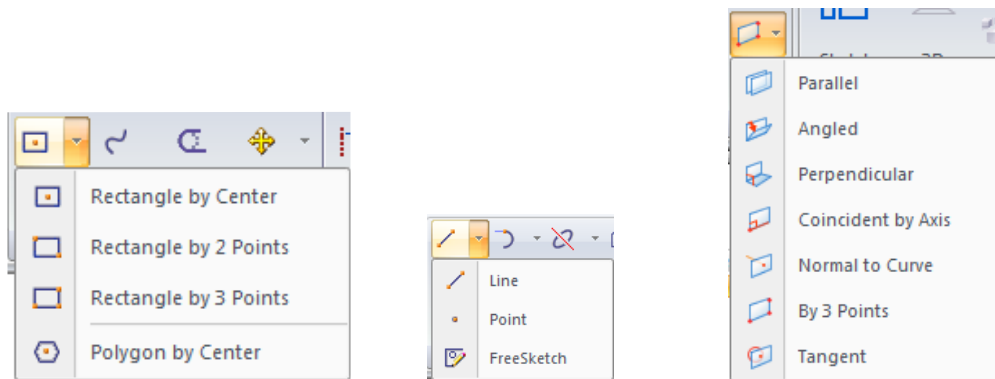 Rectangle by Center
Rectangle by 2 Points
Rectangle by 3 Points
Polygon by Center
Line
Point
FreeSketch
Parallel
Angled
Perpendicular
Coincident by Axis
Normal to Curve
By 3 Points
Tangent